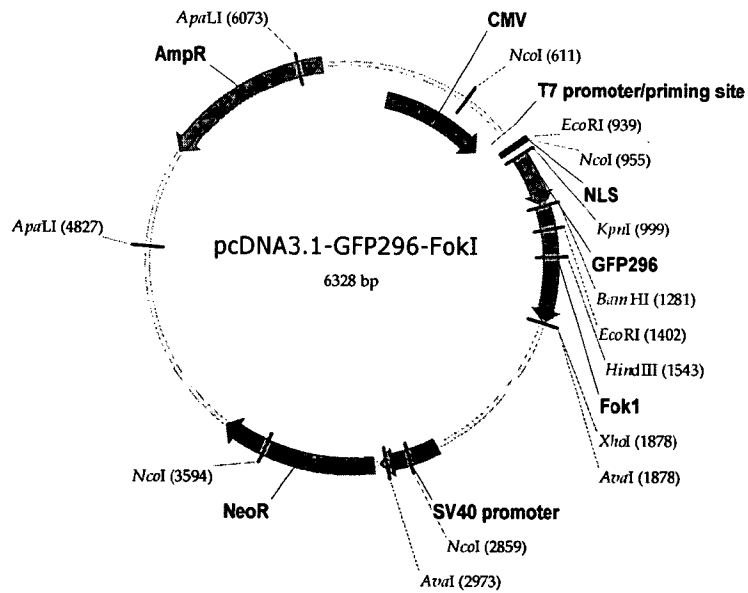 ApaLI (6073)
CMV
AmpR
NcoI (611)
T7 promoter/priming site
EcoRI (939)
NcoI (955)
NLS
ApaLI (4827)
KpnI (999)
pcDNA3.1-GFP296-FokI
GFP296
6328 bp
BamHI (1281)
EcoRI (1402)
HindIII (1543)
Fok1
XhoI (1878)
AvaI (1878)
NcoI (3594)
NeoR
SV40 promoter
NcoI (2859)
AvaI (2973)